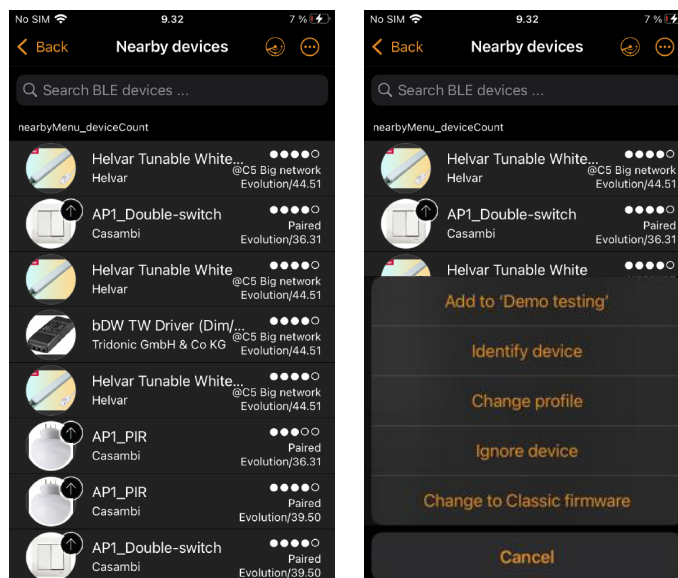 No SIM 9.32 7 %
Back Nearby devices
Search BLE devices ...
nearbyMenu_deviceCount
Helvar Tunable White...
Helvar @C5 Big network
Evolution/44.51
AP1_Double-switch
Casambi Paired
Evolution/36.31
Helvar Tunable White
Helvar @C5 Big network
Evolution/44.51
bDW TW Driver (Dim/...
Tridonic GmbH & Co KG @C5 Big network
Evolution/44.51
Helvar Tunable White...
Helvar @C5 Big network
Evolution/44.51
AP1_PIR
Casambi Paired
Evolution/36.31
AP1_PIR
Casambi Paired
Evolution/39.50
AP1_Double-switch
Casambi Paired
Evolution/39.50
No SIM 9.32 7 %
Back Nearby devices
Search BLE devices ...
nearbyMenu_deviceCount
Helvar Tunable White...
Helvar @C5 Big network
Evolution/44.51
AP1_Double-switch
Casambi Paired
Evolution/36.31
Helvar Tunable White
Add to ‘Demo testing’
Identify device
Change profile
Ignore device
Change to Classic firmware
Cancel